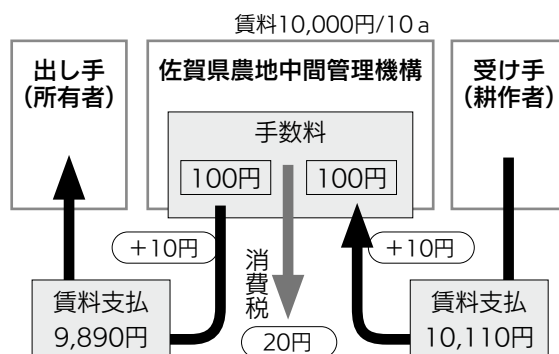 賃料10,000円/10a
出し手
(所有者)
佐賀県農地中間管理機構
受け手
(耕作者)
手数料
100円
100円
+10円
消費税
+10円
賃料支払
9,890円
20円
賃料支払
10,110円